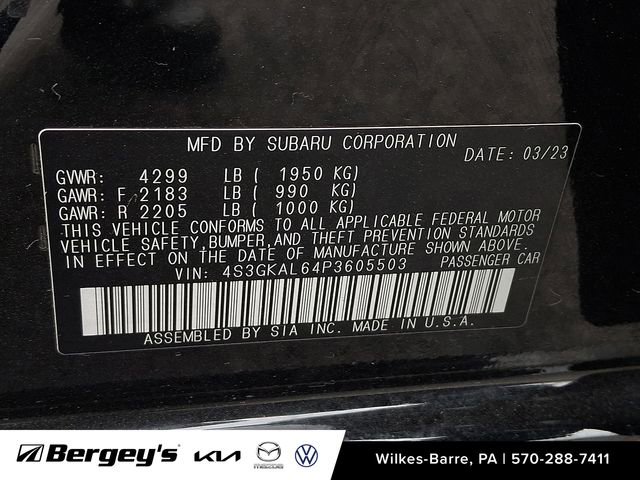 MFD BY SUBARU CORPORATION
DATE: 03/23
GVWR: 4299 LB ( 1950 KG)
GAWR: F 2183 LB ( 990 KG)
GAWR: R 2205 LB ( 1000 KG)
THIS VEHICLE CONFORMS TO ALL APPLICABLE FEDERAL MOTOR
VEHICLE SAFETY, BUMPER, AND THEFT PREVENTION STANDARDS
IN EFFECT ON THE DATE OF MANUFACTURE SHOWN ABOVE.
VIN: 4S3GKAL64P3605503 PASSENGER CAR
ASSEMBLED BY SIA INC. MADE IN U.S.A.
Bergey's KIA mazda VW Wilkes-Barre, PA | 570-288-7411